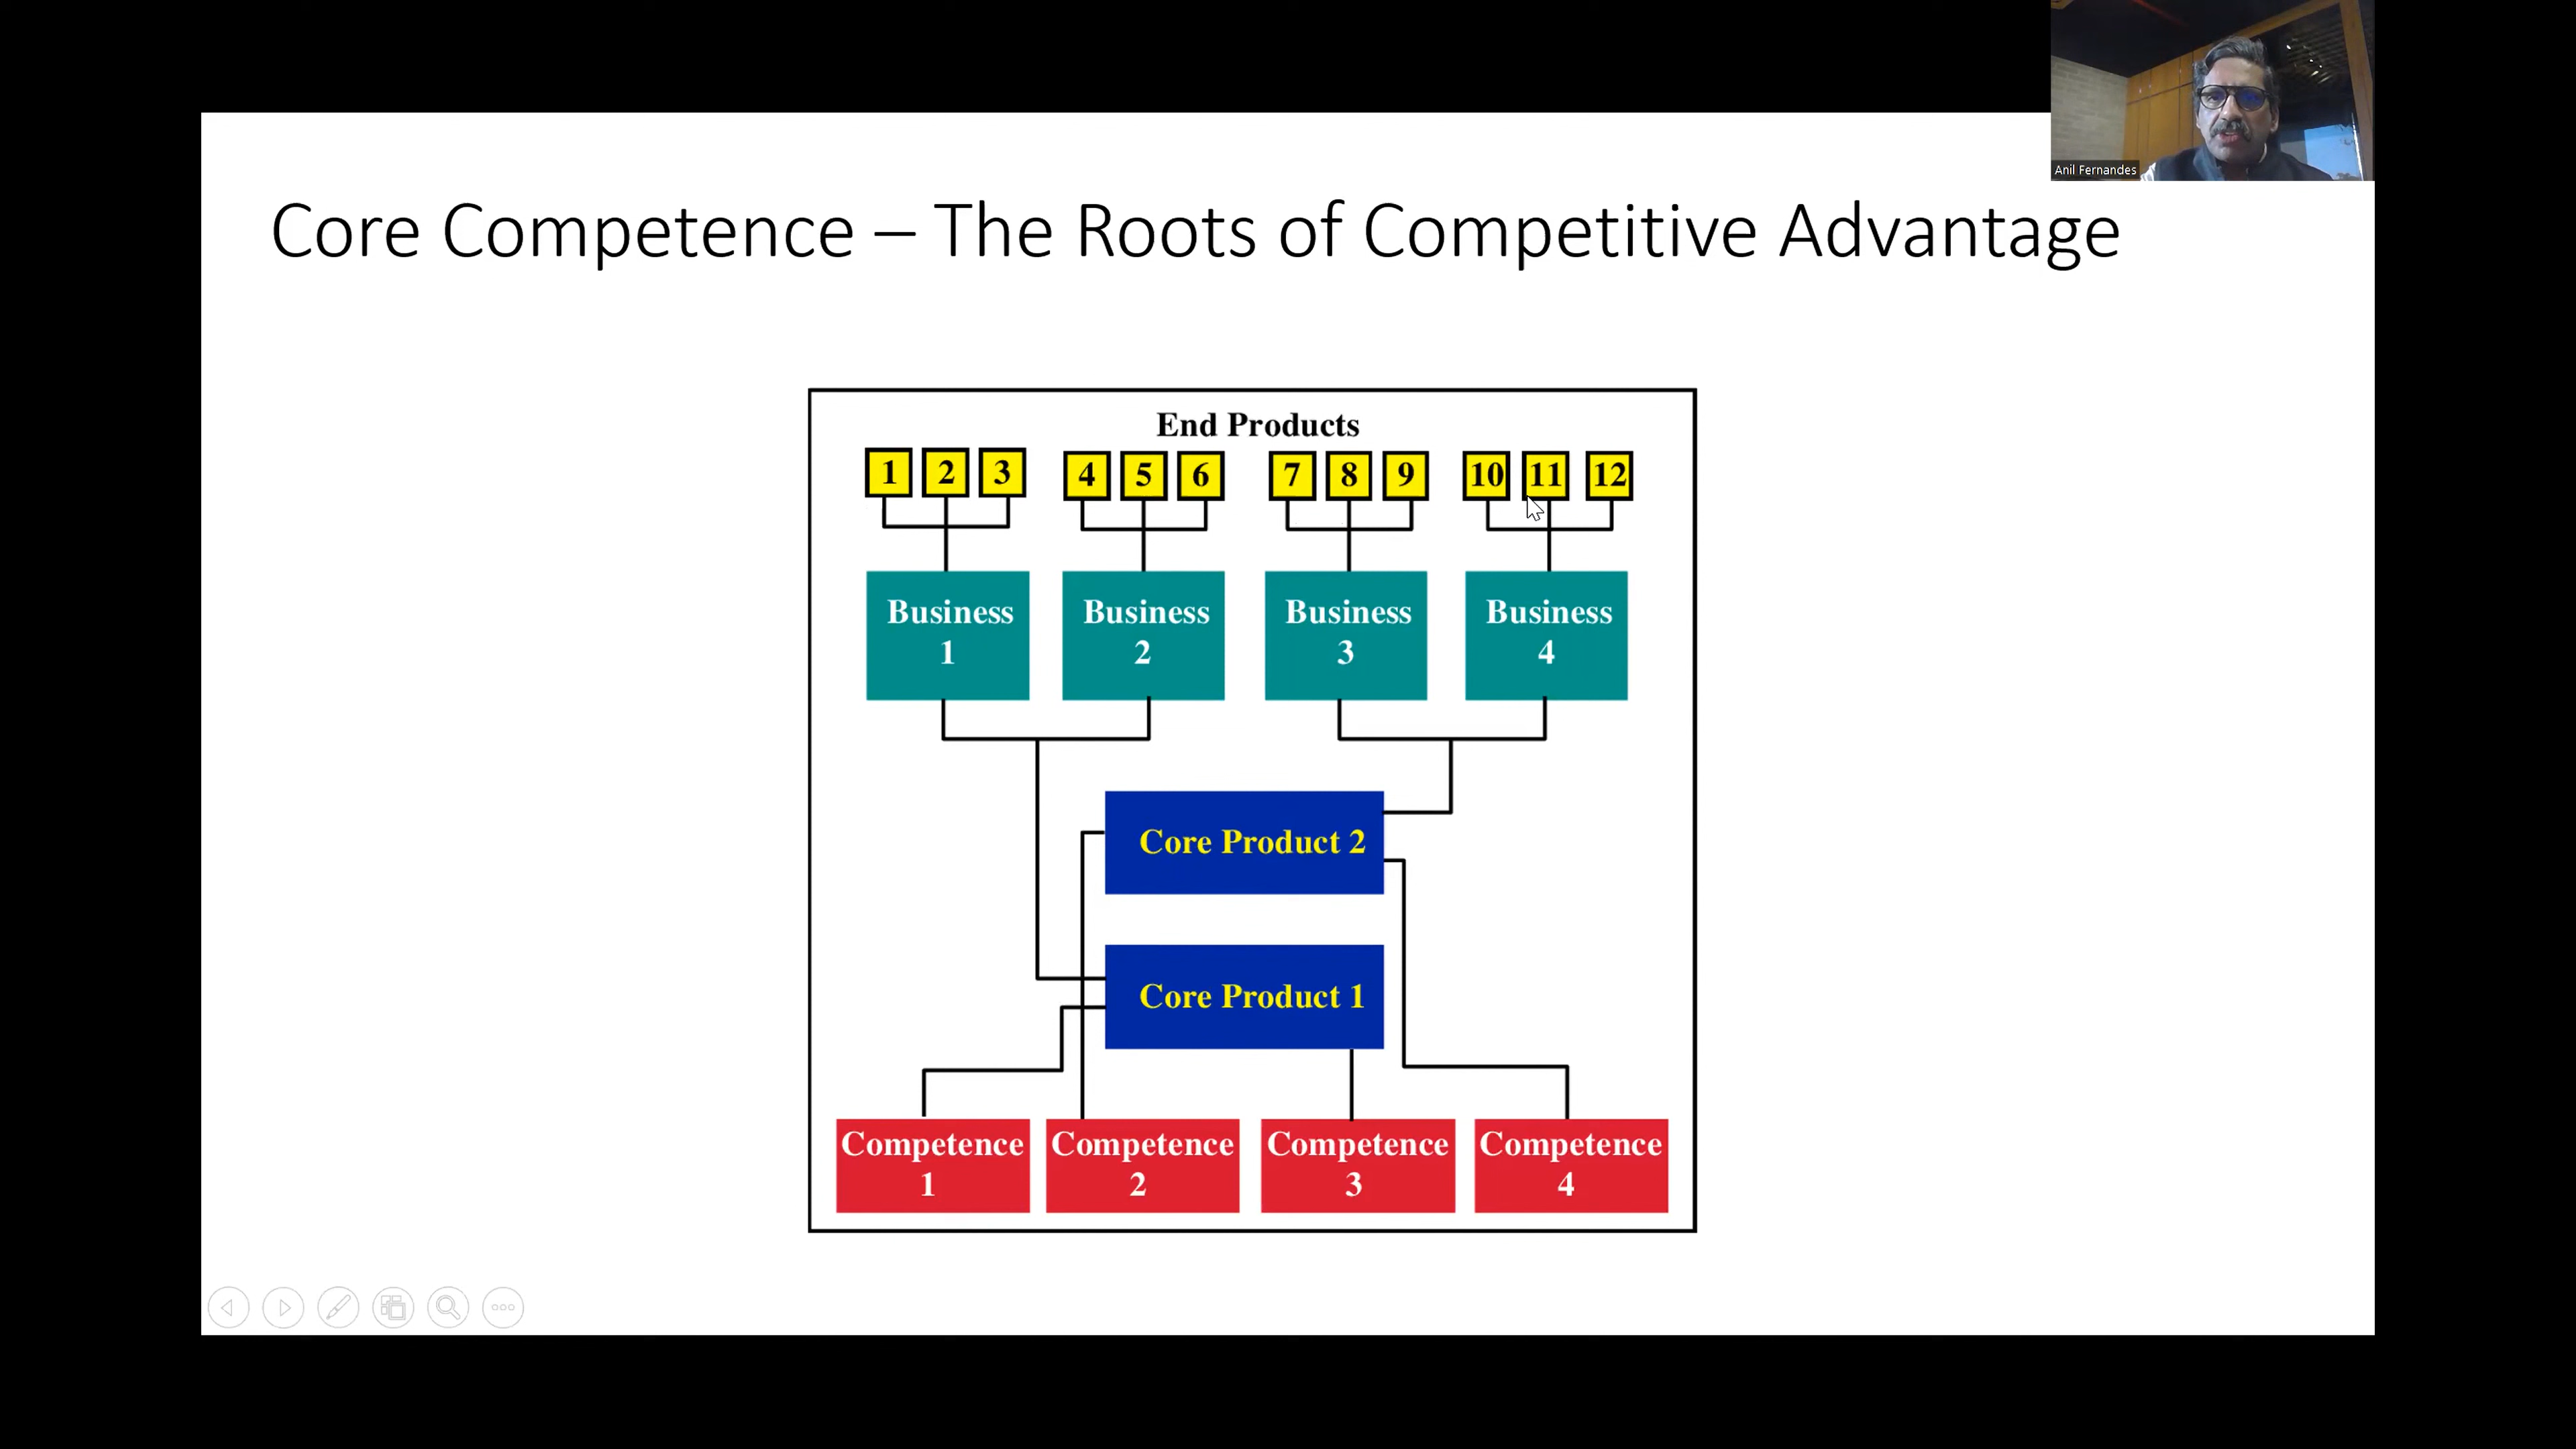 Anil Fernandes
Core Competence – The Roots of Competitive Advantage
End Products
1 2 3 4 5 6 7 8 9 10 11 12
Business
1
Business
2
Business
3
Business
4
Core Product 2
Core Product 1
Competence
1
Competence
2
Competence
3
Competence
4